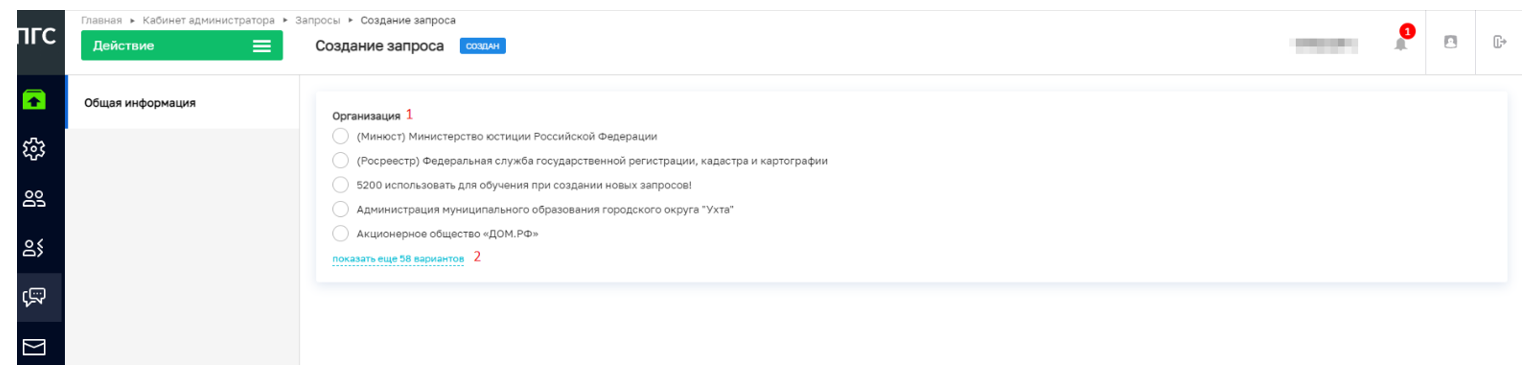 Главная ▸ Кабинет администратора ▸ Запросы ▸ Создание запроса
ПГС
Действие
Создание запроса СОЗДАН
1
Общая информация
Организация 1
(Минюст) Министерство юстиции Российской Федерации
(Росреестр) Федеральная служба государственной регистрации, кадастра и картографии
5200 использовать для обучения при создании новых запросов!
Администрация муниципального образования городского округа "Ухта"
Акционерное общество «ДОМ.РФ»
показать еще 58 вариантов 2